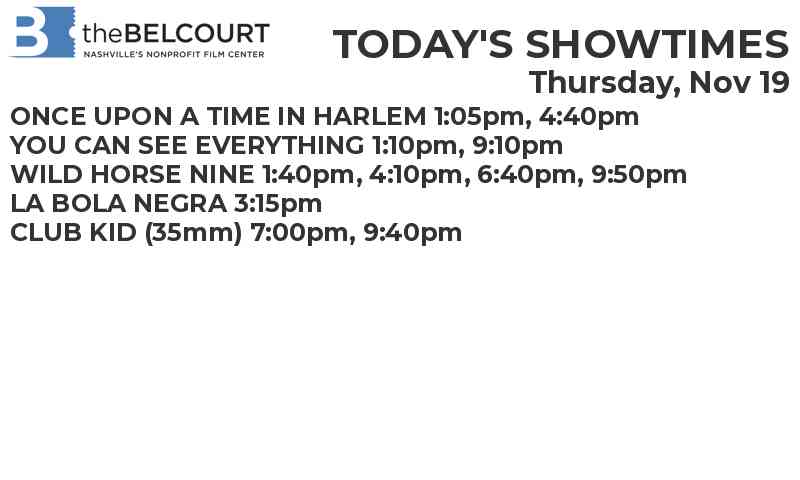 B theBELCOURT
NASHVILLE'S NONPROFIT FILM CENTER
TODAY'S SHOWTIMES
Thursday, Nov 19
ONCE UPON A TIME IN HARLEM 1:05pm, 4:40pm
YOU CAN SEE EVERYTHING 1:10pm, 9:10pm
WILD HORSE NINE 1:40pm, 4:10pm, 6:40pm, 9:50pm
LA BOLA NEGRA 3:15pm
CLUB KID (35mm) 7:00pm, 9:40pm